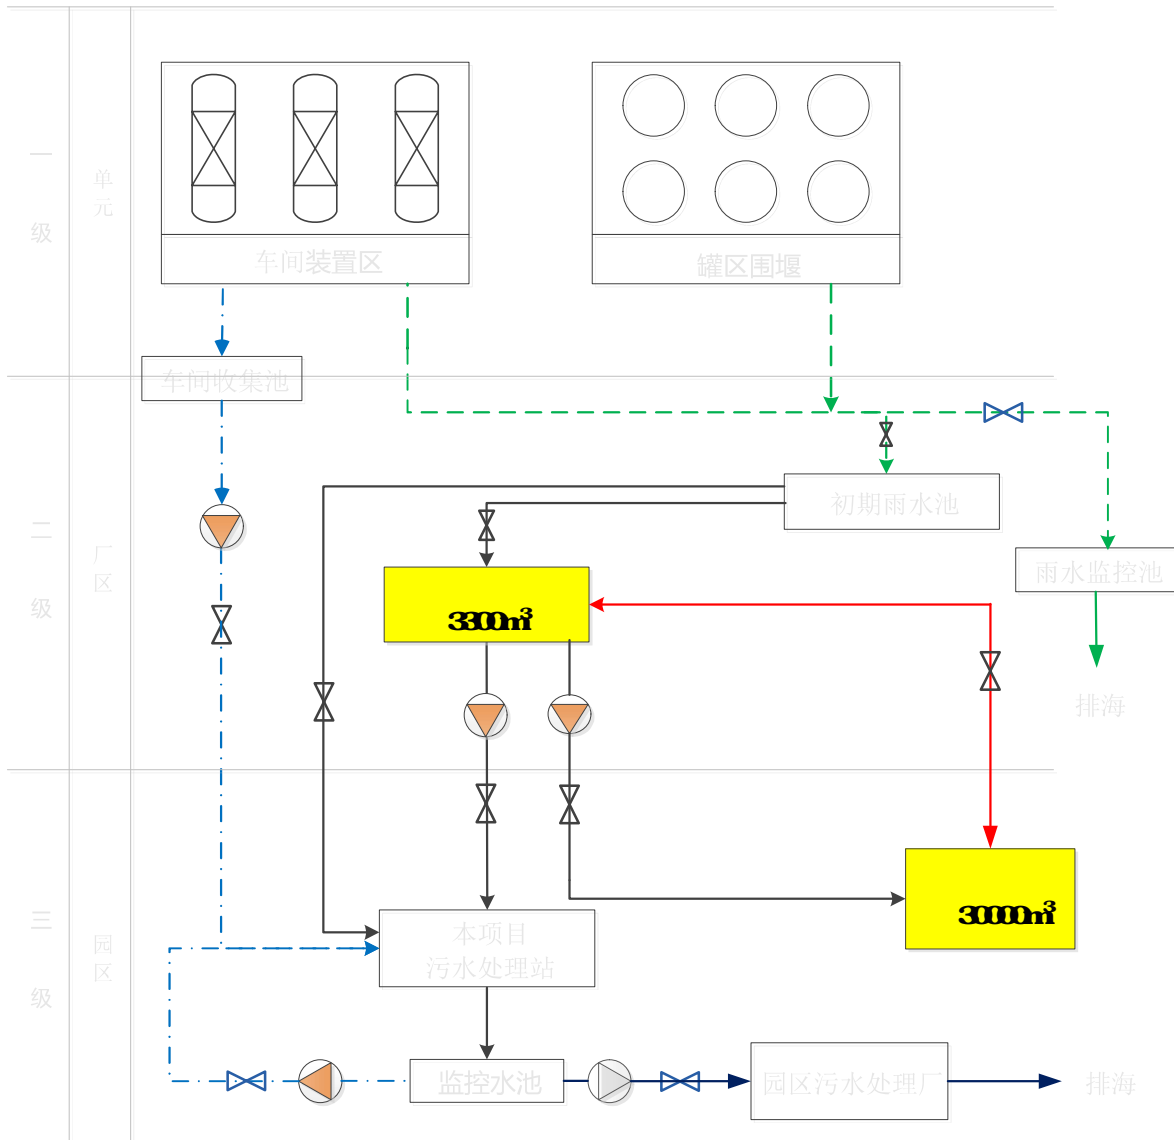 一级
单元
车间装置区
罐区围堰
车间收集池
初期雨水池
二级
厂区
雨水监控池
3300m³
排海
三级
园区
30000m³
本项目
污水处理站
监控水池
园区污水处理厂
排海